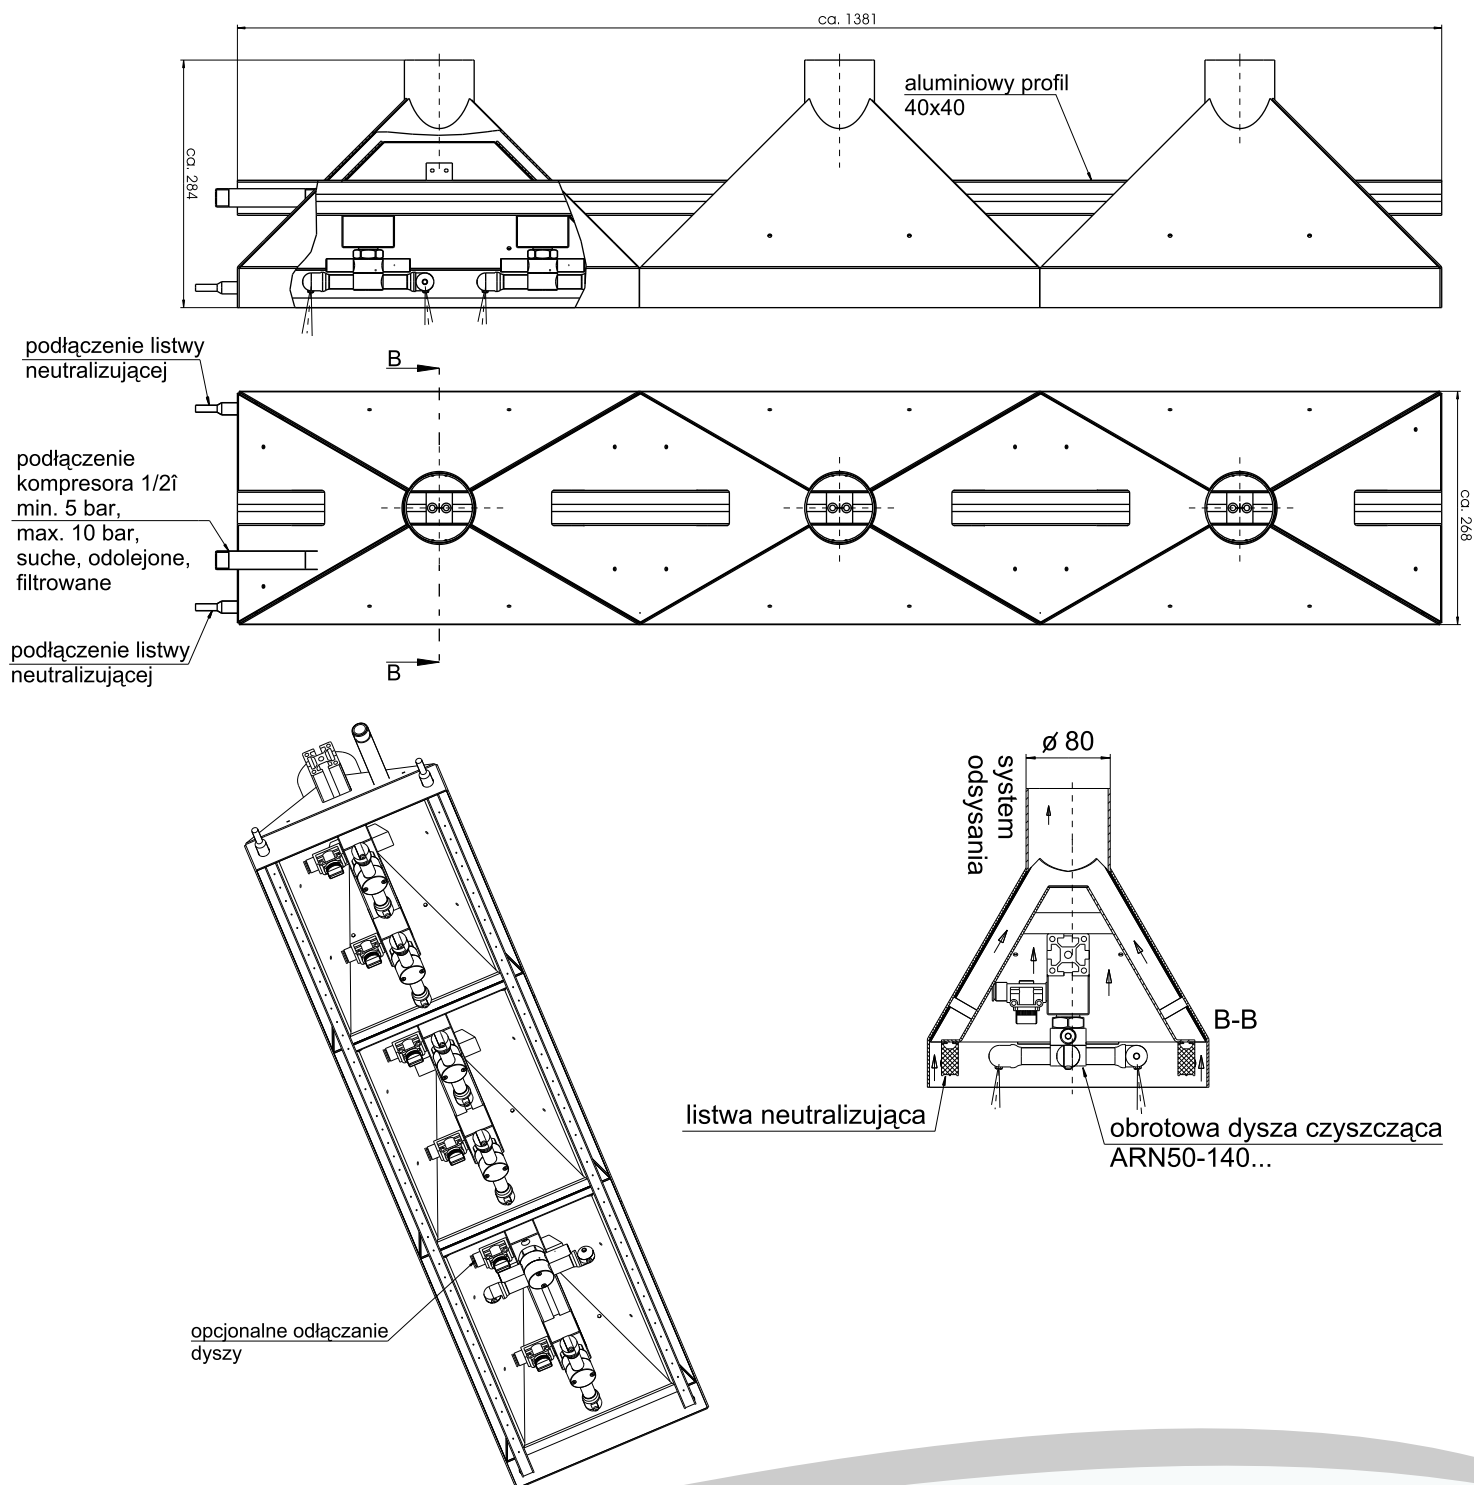 ca. 1381
aluminiowy profil
40x40
ca. 284
podłączenie listwy
neutralizującej
B
podłączenie
kompresora 1/2î
min. 5 bar,
max. 10 bar,
suche, odolejone,
filtrowane
ca. 268
podłączenie listwy
neutralizującej
B
ø 80
system
odsysania
B-B
listwa neutralizująca
obrotowa dysza czyszcząca
ARN50-140...
opcjonalne odłączanie
dyszy